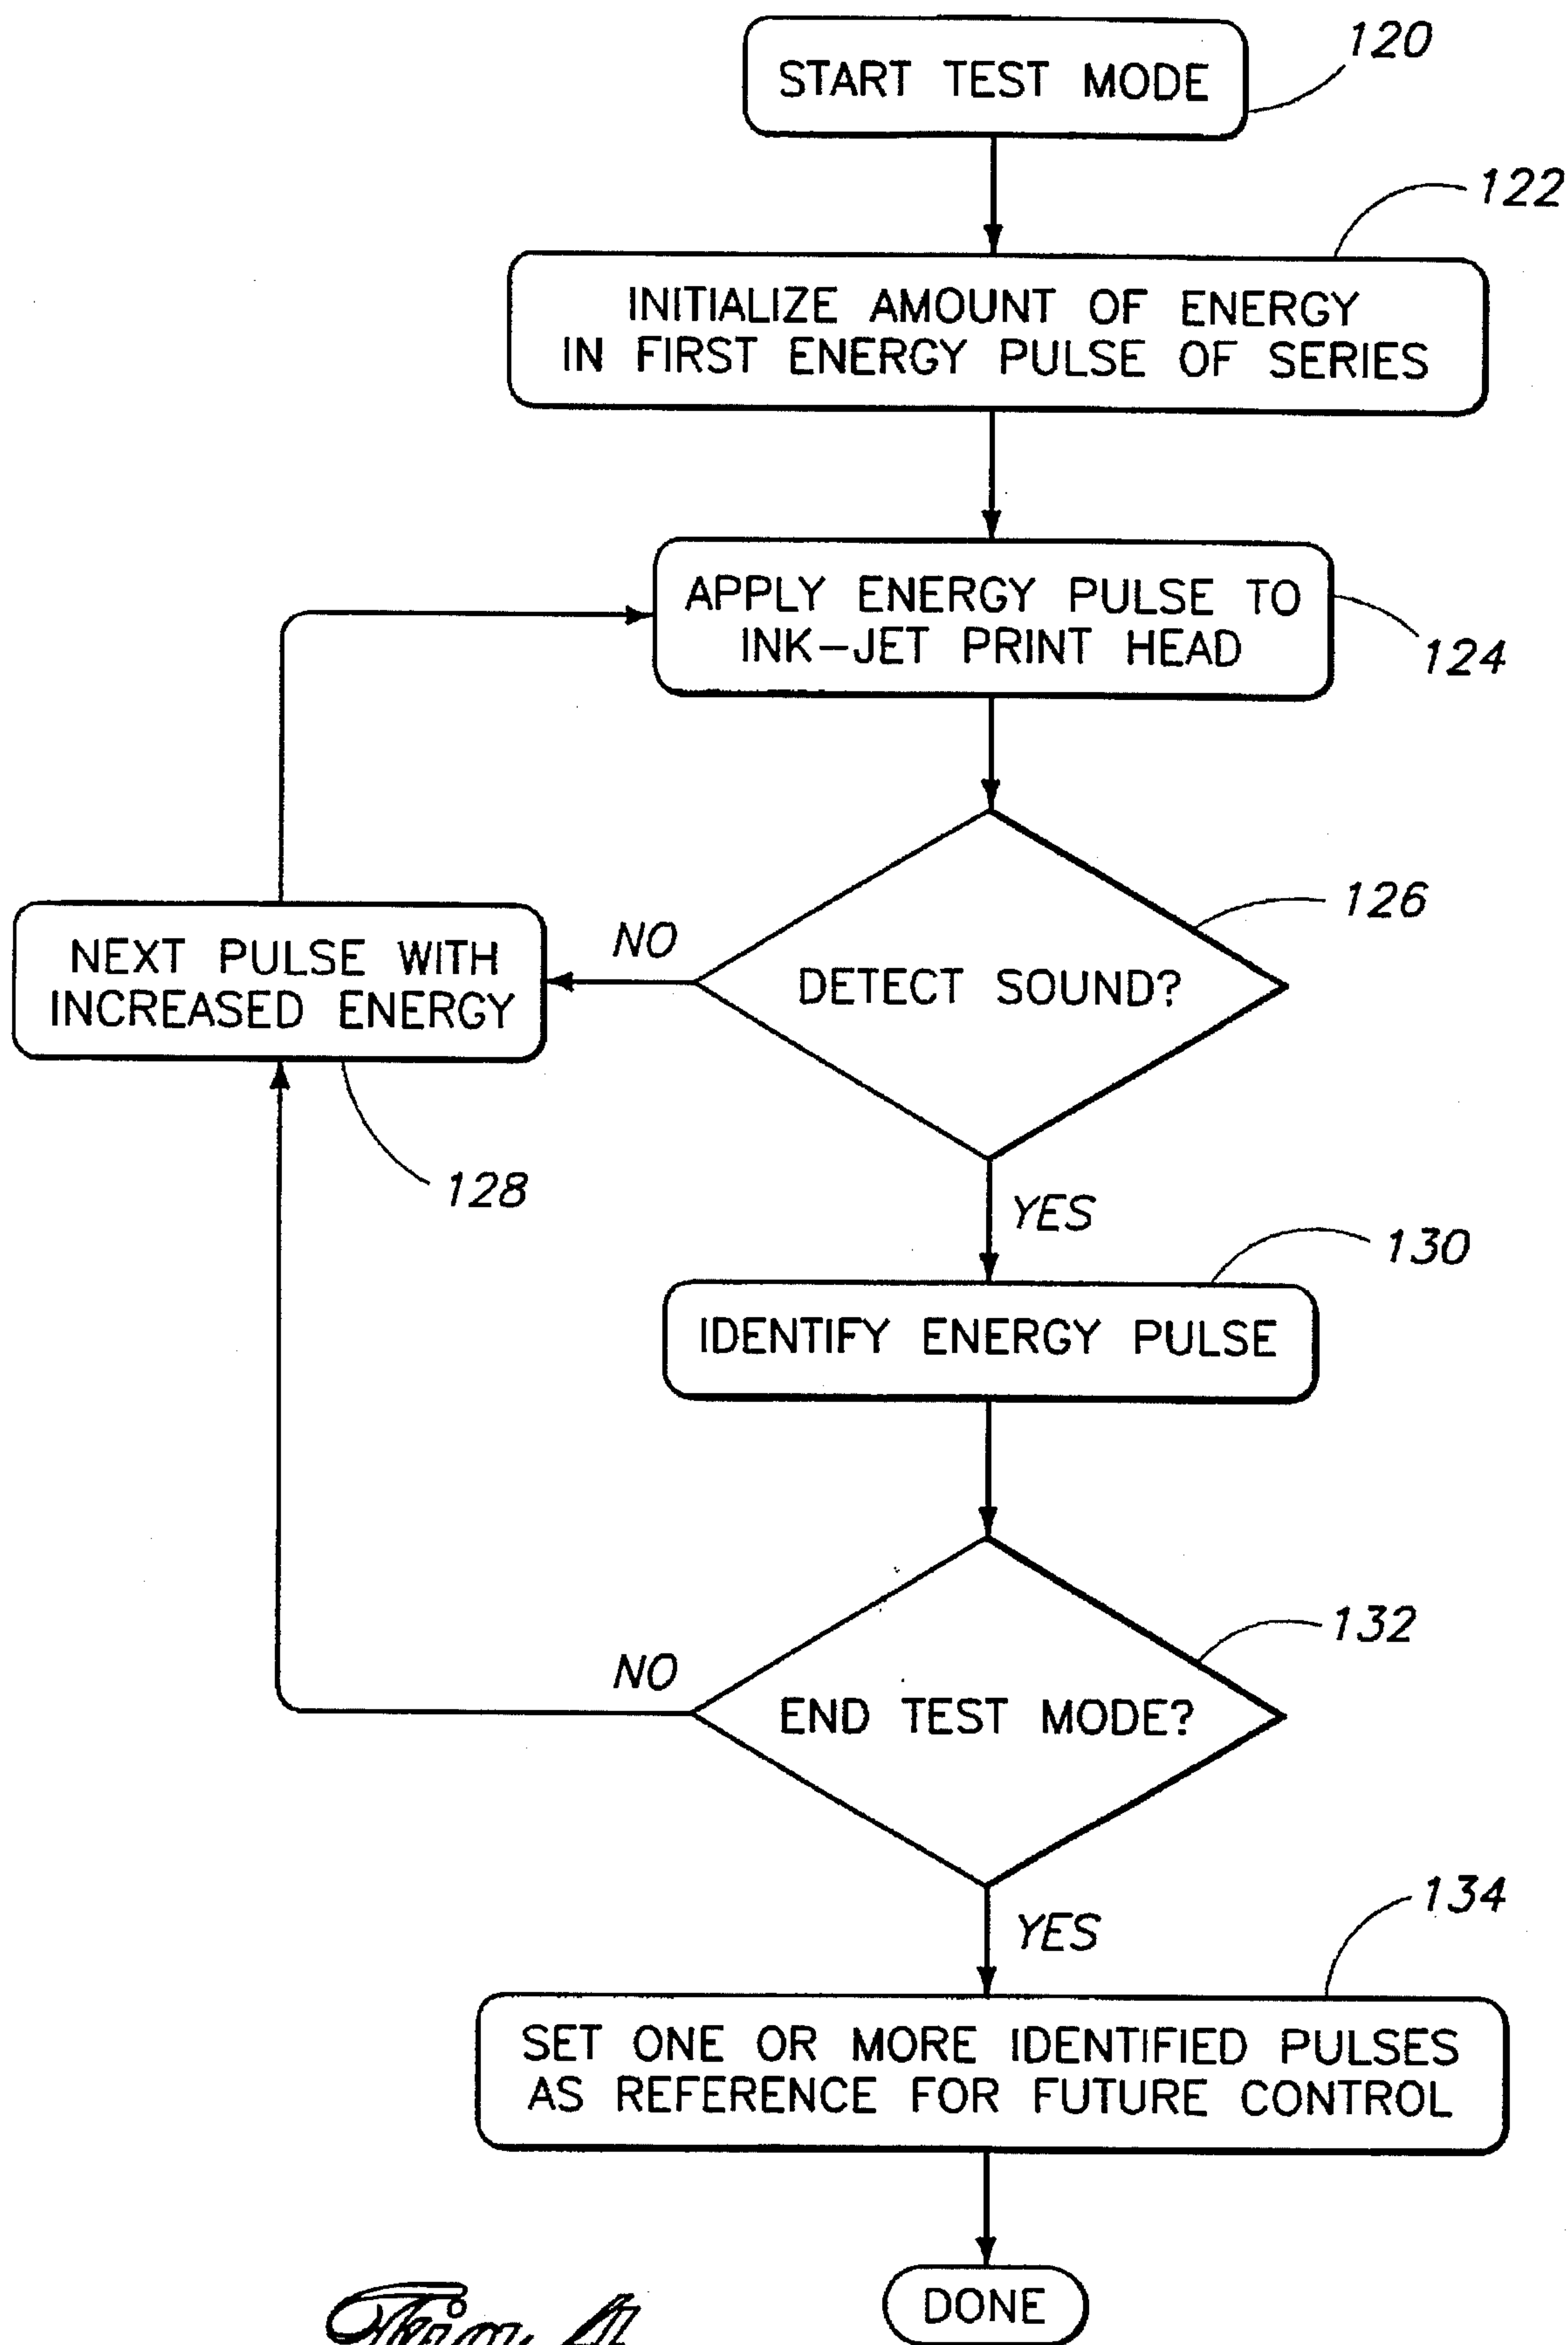 START TEST MODE
120
122
INITIALIZE AMOUNT OF ENERGY
IN FIRST ENERGY PULSE OF SERIES
APPLY ENERGY PULSE TO
INK-JET PRINT HEAD
124
126
NO
NEXT PULSE WITH
INCREASED ENERGY
DETECT SOUND?
128
YES
130
IDENTIFY ENERGY PULSE
132
NO
END TEST MODE?
134
YES
SET ONE OR MORE IDENTIFIED PULSES
AS REFERENCE FOR FUTURE CONTROL
DONE